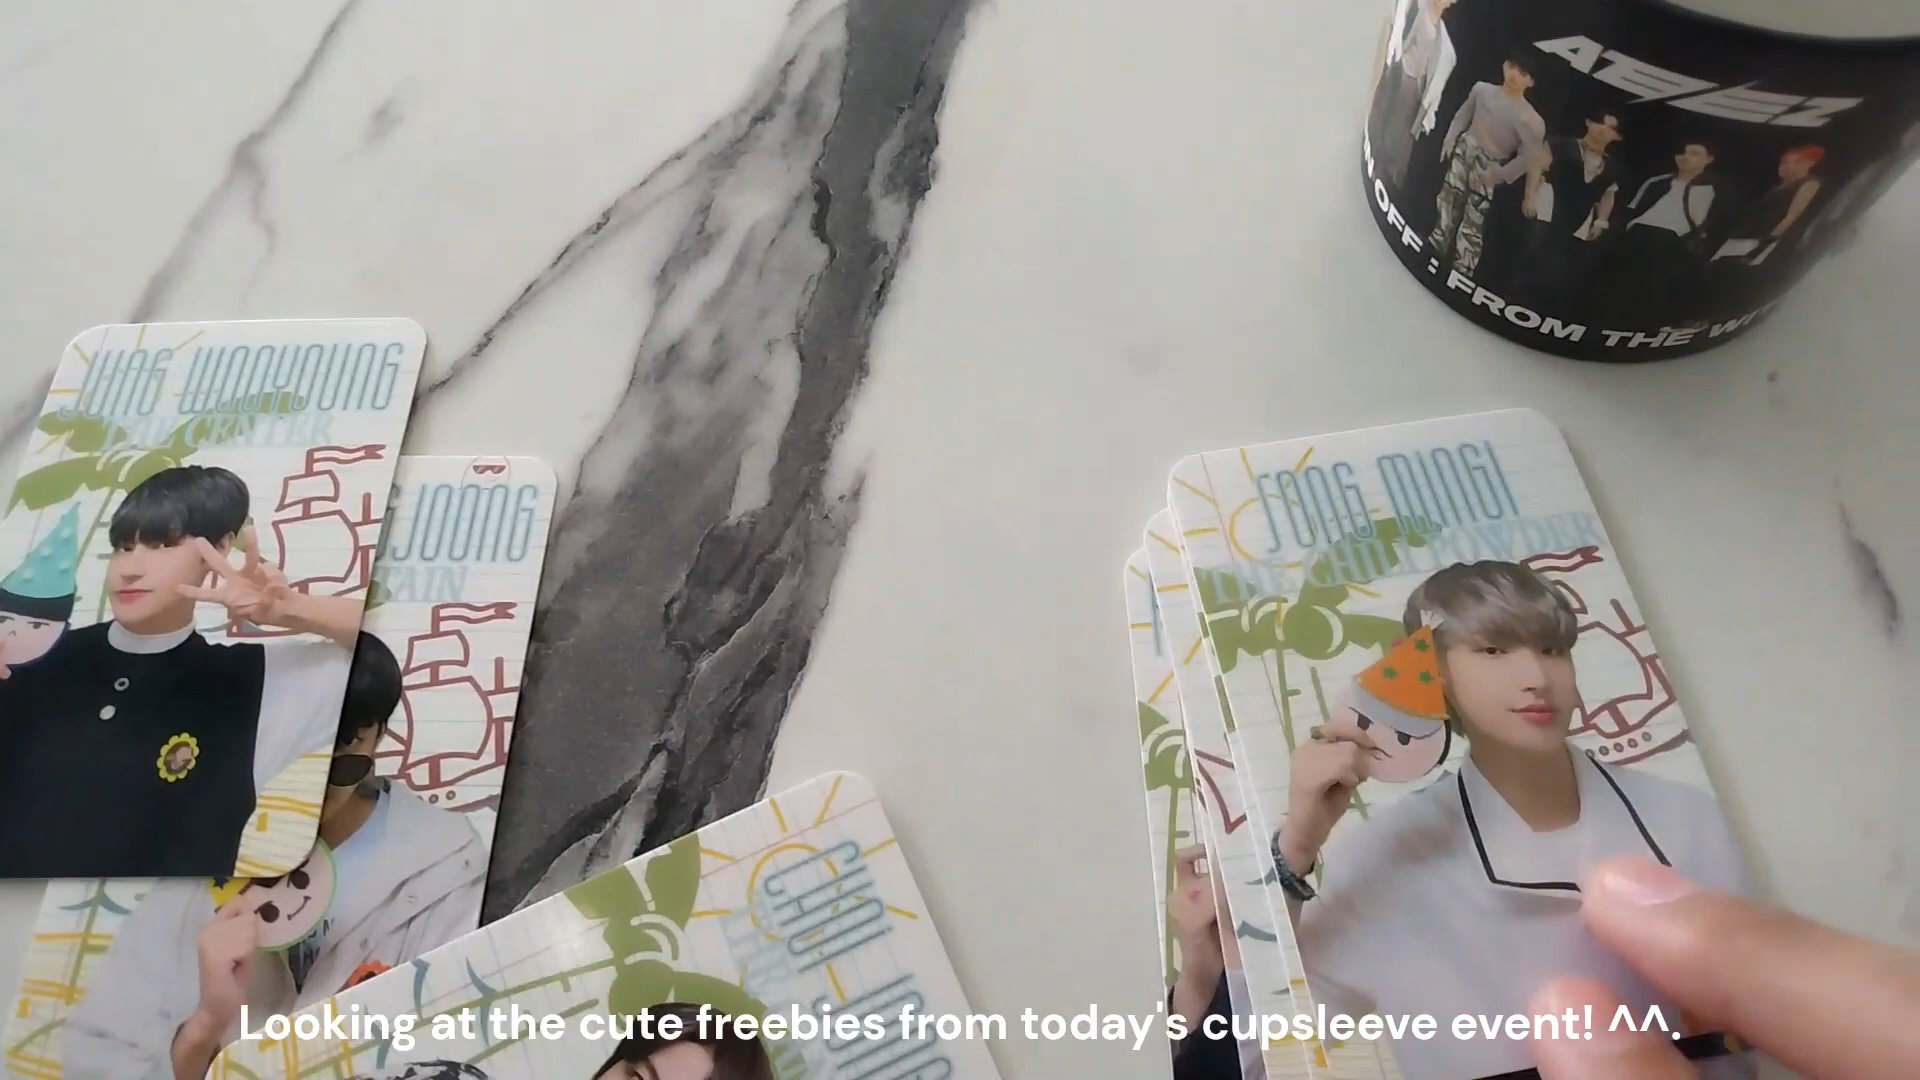 ATEEZ
OFF : FROM THE
JUNG WOOYOUNG
THE CENTER
JOONG
TAIN
SONG MINGI
THE CHILI POWDER
CHOI
THE
Looking at the cute freebies from today's cupsleeve event! ^^.